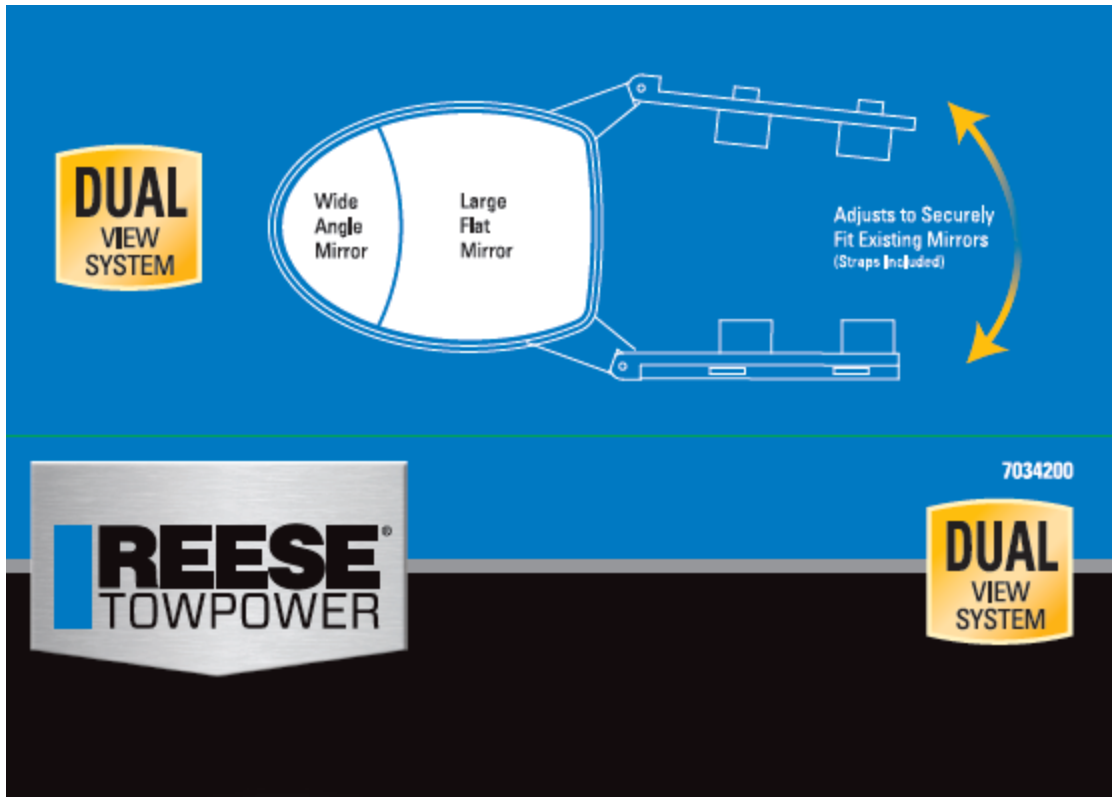 DUAL
VIEW
SYSTEM
Wide
Angle
Mirror
Large
Flat
Mirror
Adjusts to Securely
Fit Existing Mirrors
(Straps Included)
7034200
REESE®
TOWPOWER
DUAL
VIEW
SYSTEM